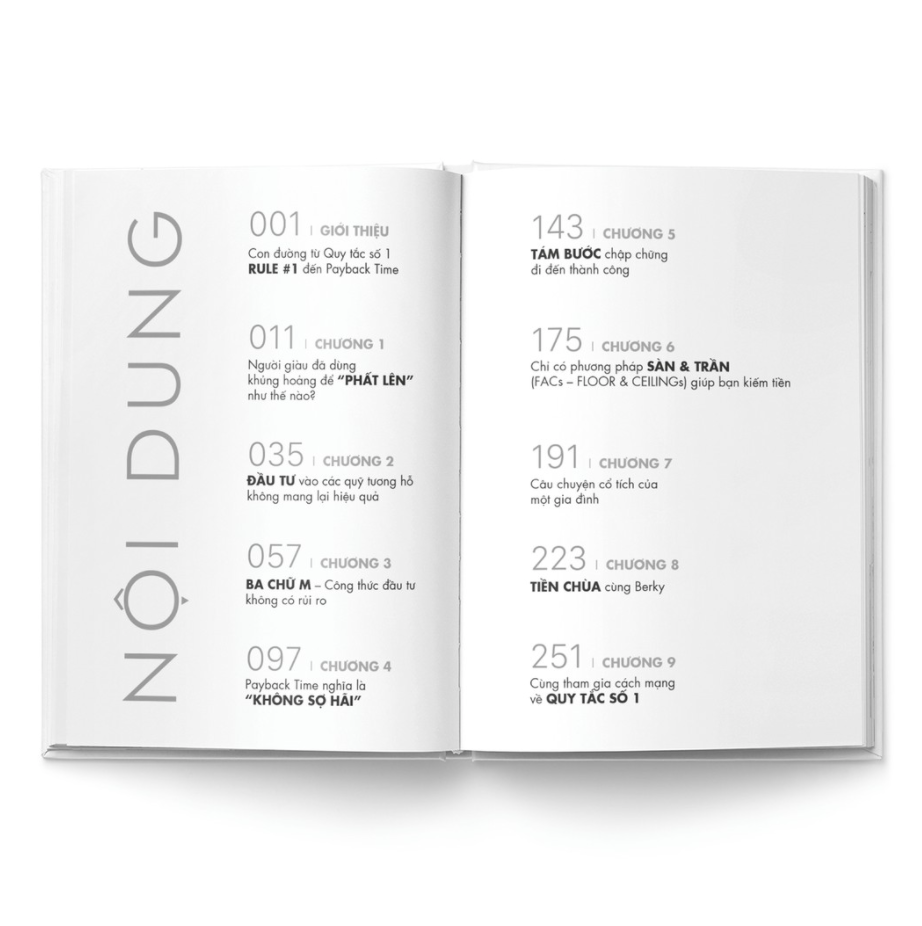 NỘI DUNG
001 | GIỚI THIỆU
Con đường từ Quy tắc số 1
RULE #1 đến Payback Time
011 | CHƯƠNG 1
Người giàu đã dùng
khủng hoảng để “PHẤT LÊN”
như thế nào?
035 | CHƯƠNG 2
ĐẦU TƯ vào các quỹ tương hỗ
không mang lại hiệu quả
057 | CHƯƠNG 3
BA CHỮ M – Công thức đầu tư
không có rủi ro
097 | CHƯƠNG 4
Payback Time nghĩa là
“KHÔNG SỢ HÃI”
143 | CHƯƠNG 5
TÁM BƯỚC chập chững
đi đến thành công
175 | CHƯƠNG 6
Chỉ có phương pháp SÀN & TRẦN
(FACs – FLOOR & CEILINGs) giúp bạn kiếm tiền
191 | CHƯƠNG 7
Câu chuyện cổ tích của
một gia đình
223 | CHƯƠNG 8
TIỀN CHÙA cùng Berky
251 | CHƯƠNG 9
Cùng tham gia cách mạng
về QUY TẮC SỐ 1